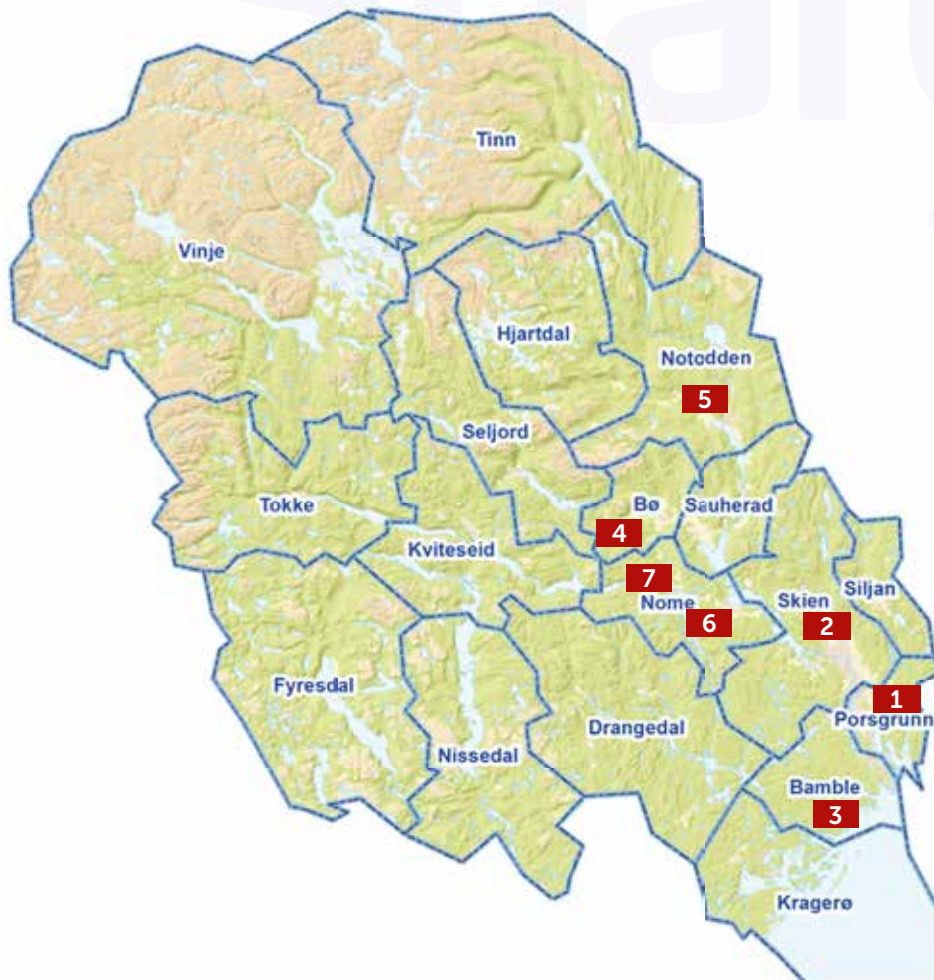 Tinn
Vinje
Hjartdal
Notodden
5
Seljord
Tokke
Bø
Sauherad
4
Kviteseid
7
Nome
6
Skien
2
Siljan
Fyresdal
1
Porsgrunn
Drangedal
Nissedal
Bamble
3
Kragerø